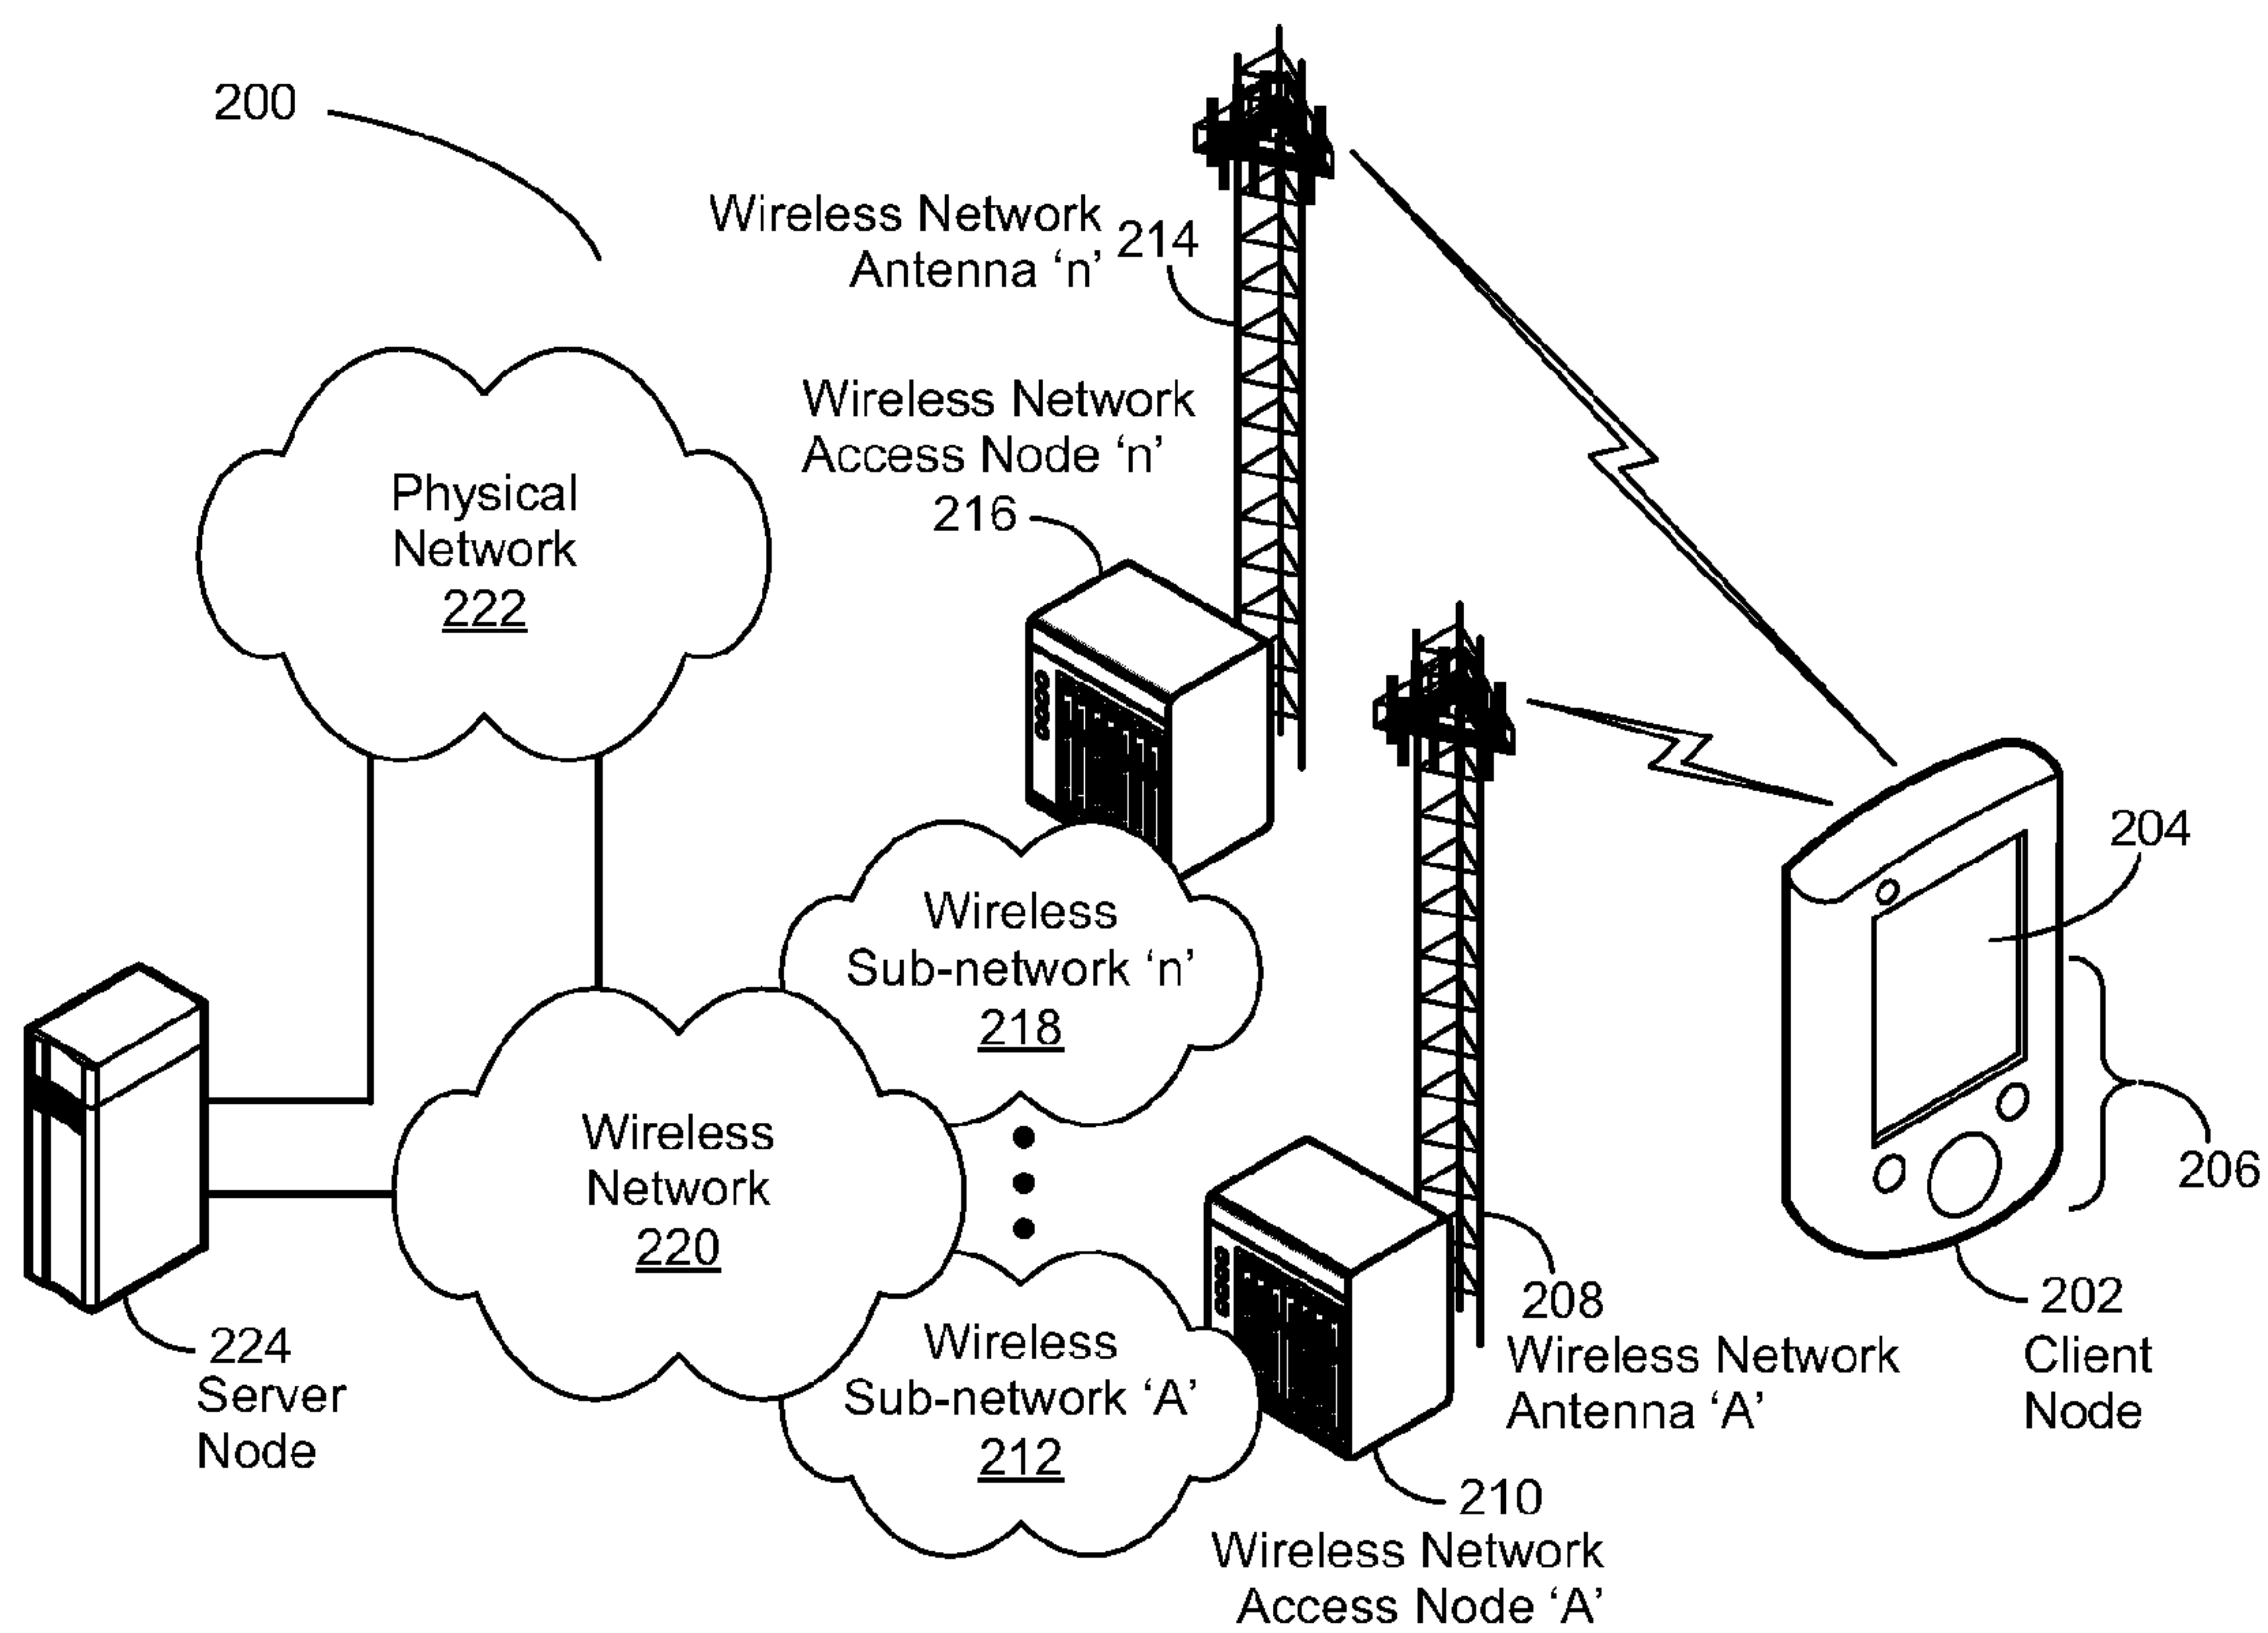 200
Wireless Network
Antenna ‘n’
214
Wireless Network
Access Node ‘n’
216
Physical
Network
222
204
Wireless
Sub-network ‘n’
218
206
Wireless
Network
220
208
Wireless Network
Antenna ‘A’
202
Client
Node
224
Server
Node
Wireless
Sub-network ‘A’
212
210
Wireless Network
Access Node ‘A’